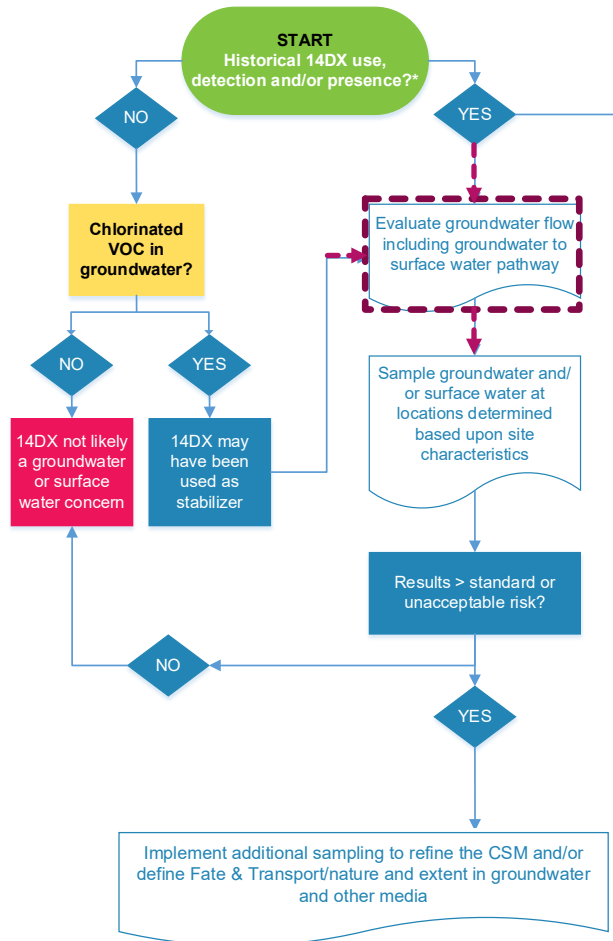 START
Historical 14DX use,
detection and/or presence?*
NO
YES
Chlorinated
VOC in
groundwater?
Evaluate groundwater flow
including groundwater to
surface water pathway
NO
YES
Sample groundwater and/
or surface water at
locations determined
based upon site
characteristics
14DX not likely
a groundwater
or surface
water concern
14DX may
have been
used as
stabilizer
Results > standard or
unacceptable risk?
NO
YES
Implement additional sampling to refine the CSM and/or
define Fate & Transport/nature and extent in groundwater
and other media